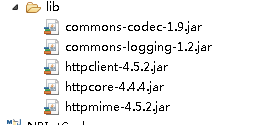 lib
commons-codec-1.9.jar
commons-logging-1.2.jar
httpclient-4.5.2.jar
httpcore-4.4.4.jar
httpmime-4.5.2.jar